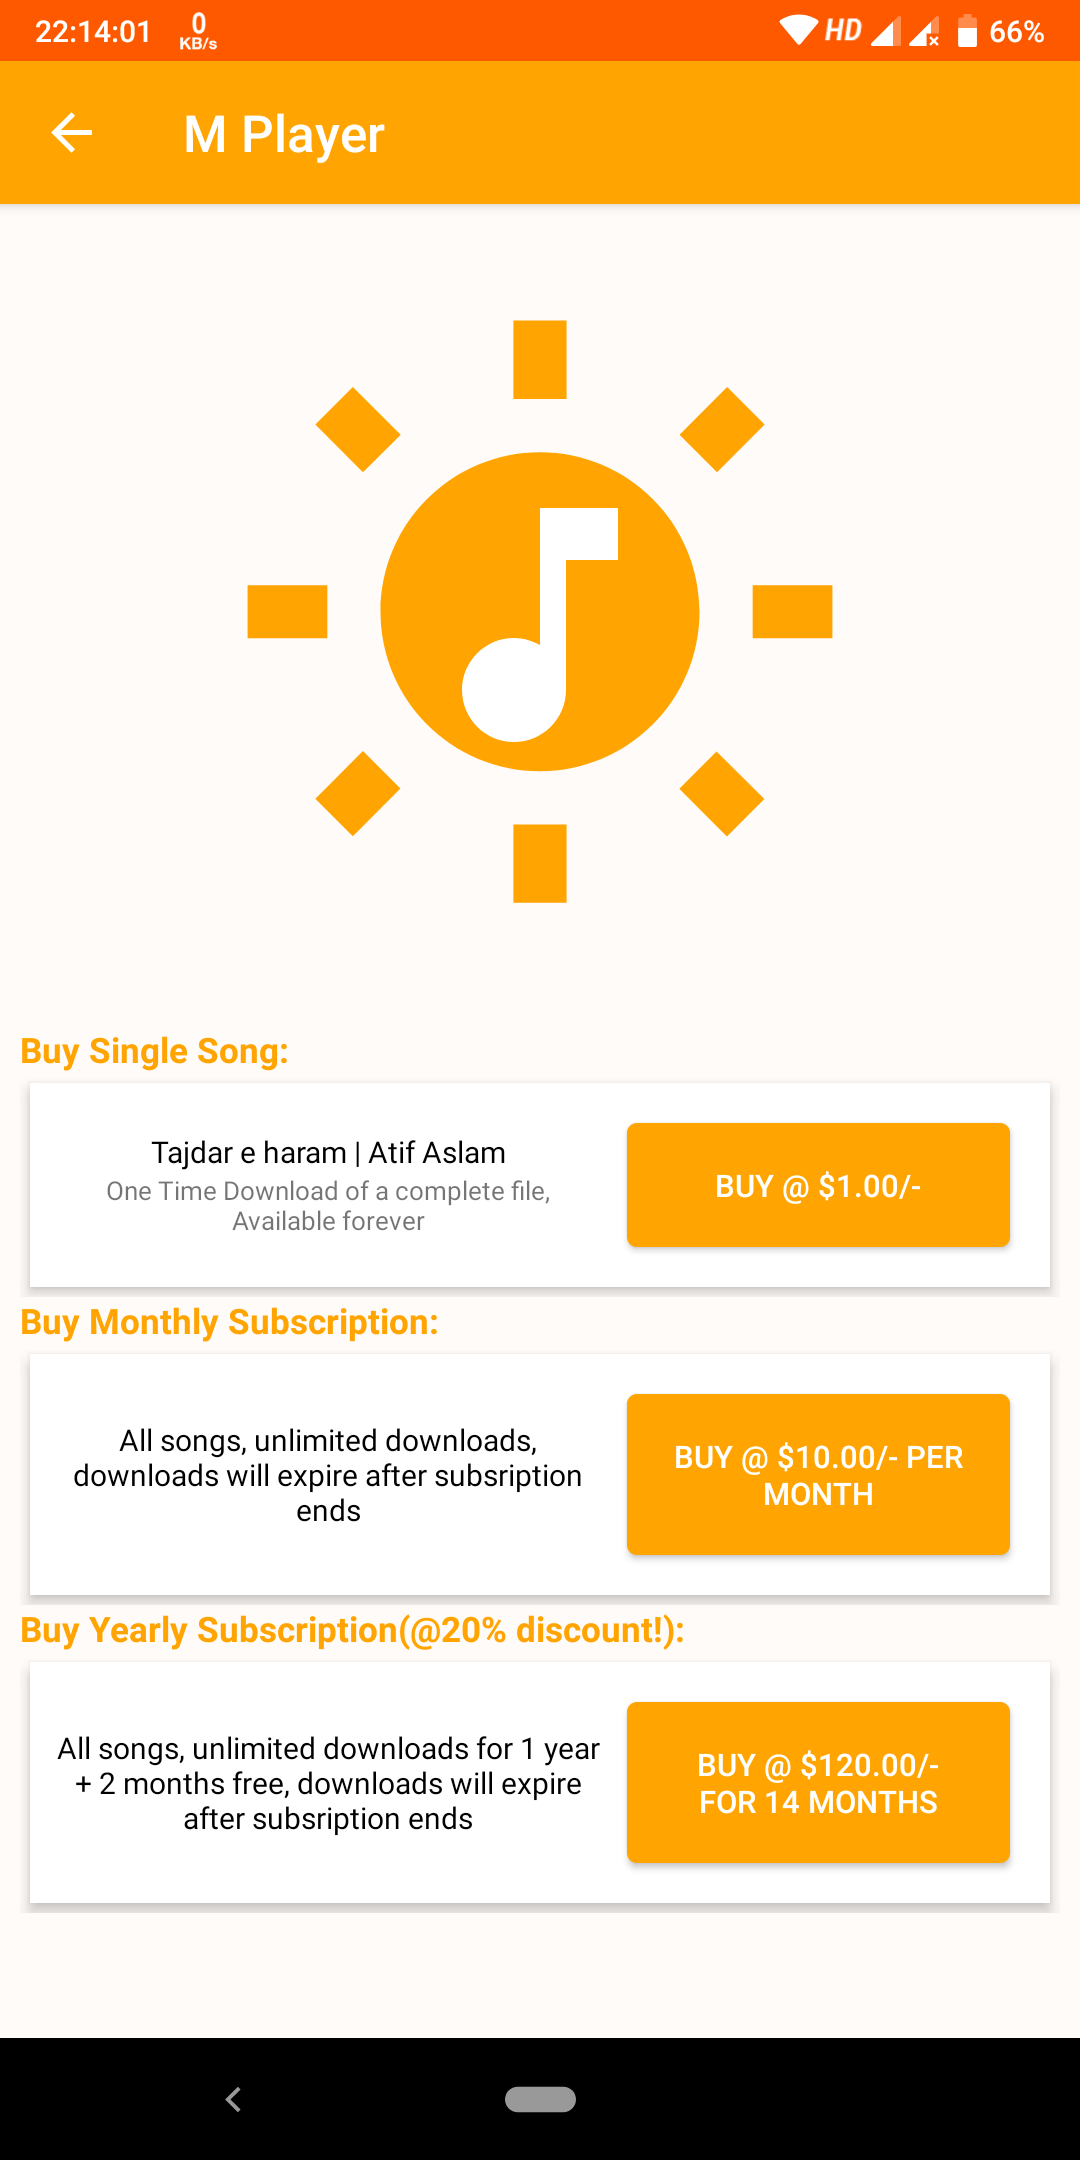 22:14:01 0 KB/s HD 66%
M Player
Buy Single Song:
Tajdar e haram | Atif Aslam
One Time Download of a complete file,
Available forever
BUY @ $1.00/-
Buy Monthly Subscription:
All songs, unlimited downloads,
downloads will expire after subsription
ends
BUY @ $10.00/- PER
MONTH
Buy Yearly Subscription(@20% discount!):
All songs, unlimited downloads for 1 year
+ 2 months free, downloads will expire
after subsription ends
BUY @ $120.00/-
FOR 14 MONTHS